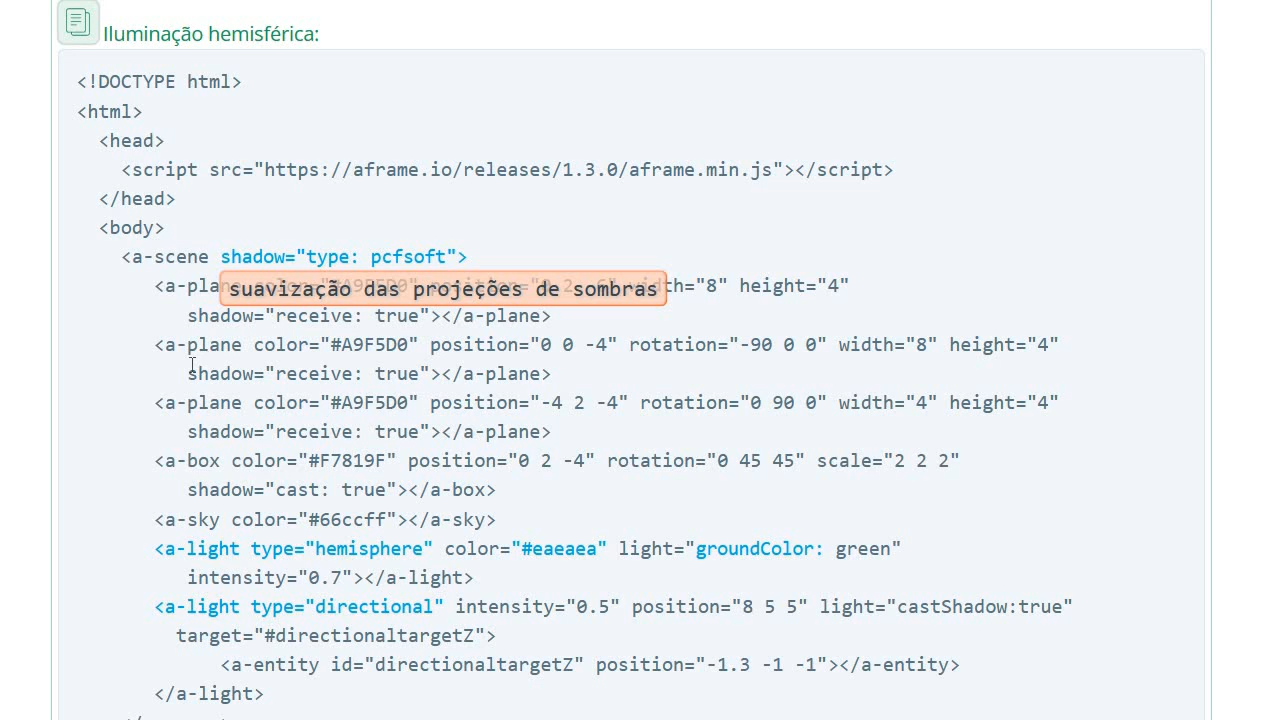 Iluminação hemisférica:
<!DOCTYPE html>
<html>
<head>
<script src="https://aframe.io/releases/1.3.0/aframe.min.js"></script>
</head>
<body>
<a-scene shadow="type: pcfsoft">
<a-plane color="#A9F5D0" position="0 2 -6" width="8" height="4"
suavização das projeções de sombras
shadow="receive: true"></a-plane>
<a-plane color="#A9F5D0" position="0 0 -4" rotation="-90 0 0" width="8" height="4"
shadow="receive: true"></a-plane>
<a-plane color="#A9F5D0" position="-4 2 -4" rotation="0 90 0" width="4" height="4"
shadow="receive: true"></a-plane>
<a-box color="#F7819F" position="0 2 -4" rotation="0 45 45" scale="2 2 2"
shadow="cast: true"></a-box>
<a-sky color="#66ccff"></a-sky>
<a-light type="hemisphere" color="#eaeaea" light="groundColor: green"
intensity="0.7"></a-light>
<a-light type="directional" intensity="0.5" position="8 5 5" light="castShadow:true"
target="#directionaltargetZ">
<a-entity id="directionaltargetZ" position="-1.3 -1 -1"></a-entity>
</a-light>